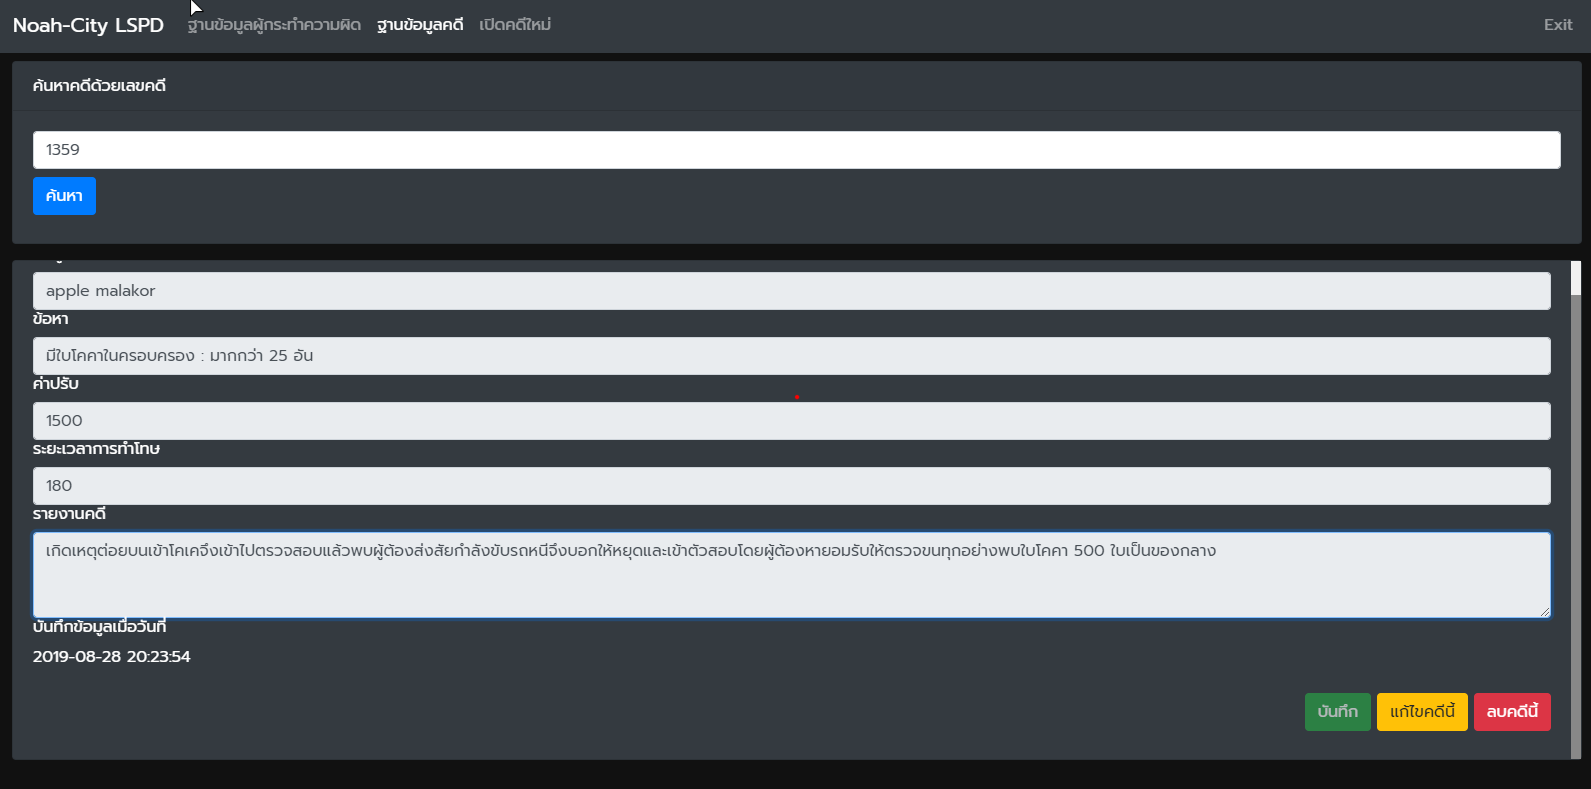 Noah-City LSPD ฐานข้อมูลผู้กระทำความผิด ฐานข้อมูลคดี เปิดคดีใหม่ Exit
ค้นหาคดีด้วยเลขคดี
1359
ค้นหา
apple malakor
ข้อหา
มีใบโคคาในครอบครอง : มากกว่า 25 อัน
ค่าปรับ
1500
ระยะเวลาการทำโทษ
180
รายงานคดี
เกิดเหตุต่อยบนเข้าโคเคจึงเข้าไปตรวจสอบแล้วพบผู้ต้องส่งสัยกำลังขับรถหนีจึงบอกให้หยุดและเข้าตัวสอบโดยผู้ต้องหายอมรับให้ตรวจขนทุกอย่างพบใบโคคา 500 ใบเป็นของกลาง
บันทึกข้อมูลเมื่อวันที่
2019-08-28 20:23:54
บันทึก แก้ไขคดีนี้ ลบคดีนี้